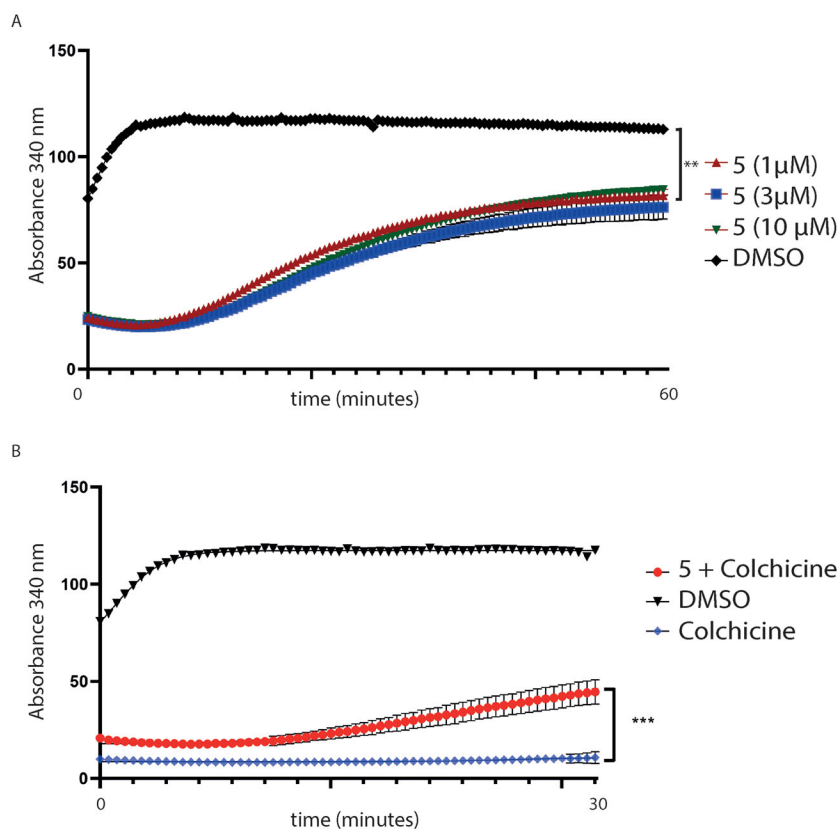 A
150
100
50
0
Absorbance 340 nm
0
60
time (minutes)
**
5 (1μM)
5 (3μM)
5 (10 μM)
DMSO
B
150
100
50
0
Absorbance 340 nm
0
30
time (minutes)
5 + Colchicine
DMSO
Colchicine
***